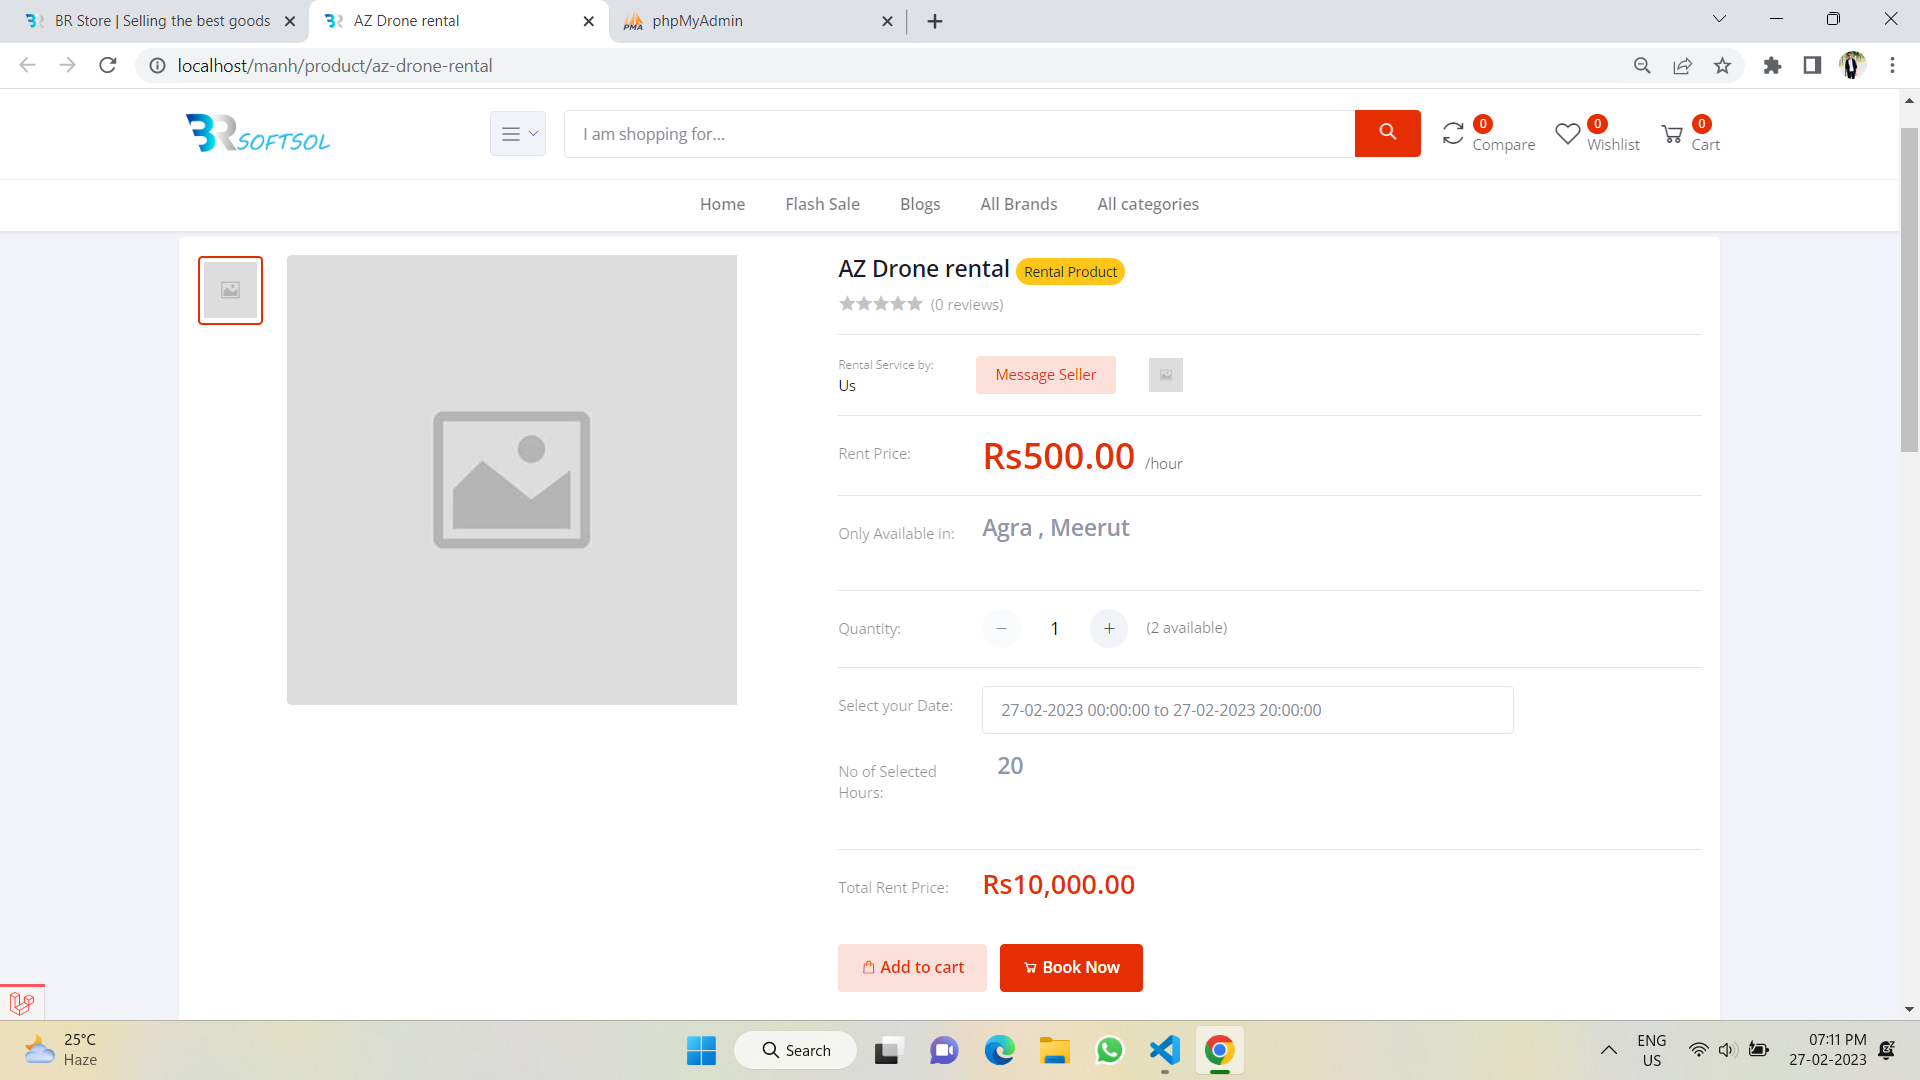 BR Store | Selling the best goods
AZ Drone rental
phpMyAdmin
localhost/manh/product/az-drone-rental
BR SOFTSOL
I am shopping for...
0
Compare
0
Wishlist
0
Cart
Home
Flash Sale
Blogs
All Brands
All categories
AZ Drone rental
Rental Product
(0 reviews)
Rental Service by:
Us
Message Seller
Rent Price:
Rs500.00 /hour
Only Available in:
Agra , Meerut
Quantity:
1
(2 available)
Select your Date:
27-02-2023 00:00:00 to 27-02-2023 20:00:00
No of Selected
Hours:
20
Total Rent Price:
Rs10,000.00
Add to cart
Book Now
25°C
Haze
Search
ENG
US
07:11 PM
27-02-2023